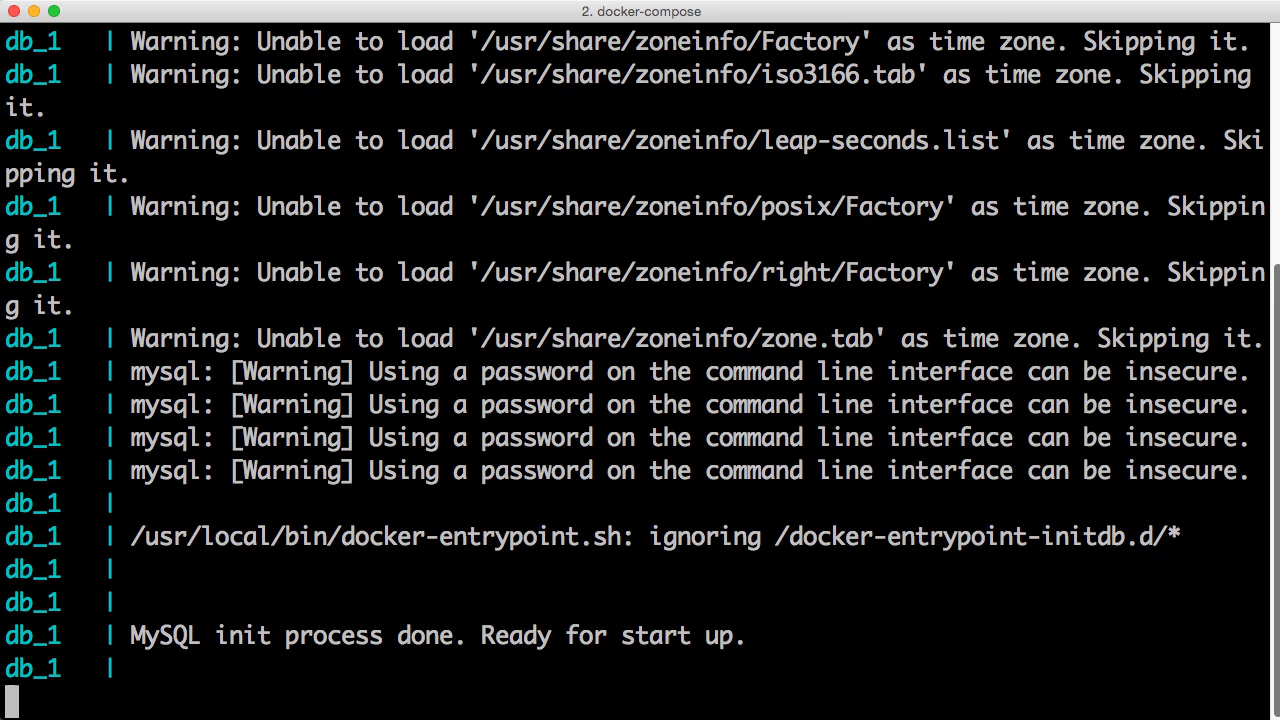 2. docker-compose
db_1   | Warning: Unable to load '/usr/share/zoneinfo/Factory' as time zone. Skipping it.
db_1   | Warning: Unable to load '/usr/share/zoneinfo/iso3166.tab' as time zone. Skipping
it.
db_1   | Warning: Unable to load '/usr/share/zoneinfo/leap-seconds.list' as time zone. Ski
pping it.
db_1   | Warning: Unable to load '/usr/share/zoneinfo/posix/Factory' as time zone. Skippin
g it.
db_1   | Warning: Unable to load '/usr/share/zoneinfo/right/Factory' as time zone. Skippin
g it.
db_1   | Warning: Unable to load '/usr/share/zoneinfo/zone.tab' as time zone. Skipping it.
db_1   | mysql: [Warning] Using a password on the command line interface can be insecure.
db_1   | mysql: [Warning] Using a password on the command line interface can be insecure.
db_1   | mysql: [Warning] Using a password on the command line interface can be insecure.
db_1   | mysql: [Warning] Using a password on the command line interface can be insecure.
db_1   |
db_1   | /usr/local/bin/docker-entrypoint.sh: ignoring /docker-entrypoint-initdb.d/*
db_1   |
db_1   |
db_1   | MySQL init process done. Ready for start up.
db_1   |